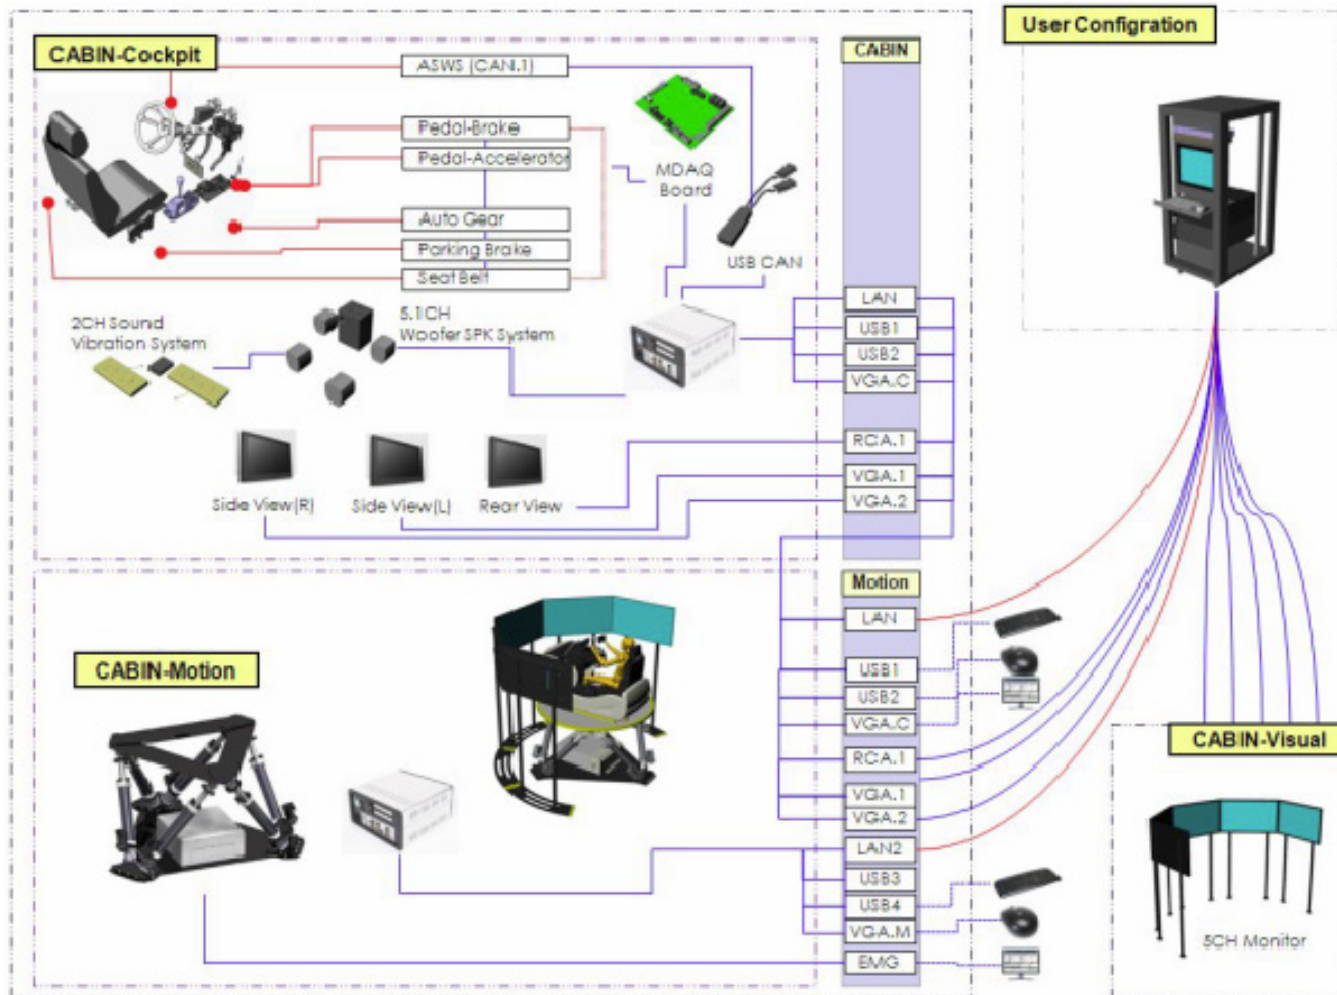 CABIN-Cockpit
ASWS (CAN.1)
Pedal-Brake
Pedal-Accelerator
Auto Gear
Parking Brake
Seat Belt
MDAQ
Board
USB CAN
2CH Sound
Vibration System
5.1CH
Woofer SPK System
Side View(R)
Side View(L)
Rear View
CABIN
LAN
USB1
USB2
VGA.C
RCA.1
VGA.1
VGA.2
User Configration
CABIN-Motion
Motion
LAN
USB1
USB2
VGA.C
RCA.1
VGA.1
VGA.2
LAN2
USB3
USB4
VGA.M
EMG
CABIN-Visual
5CH Monitor